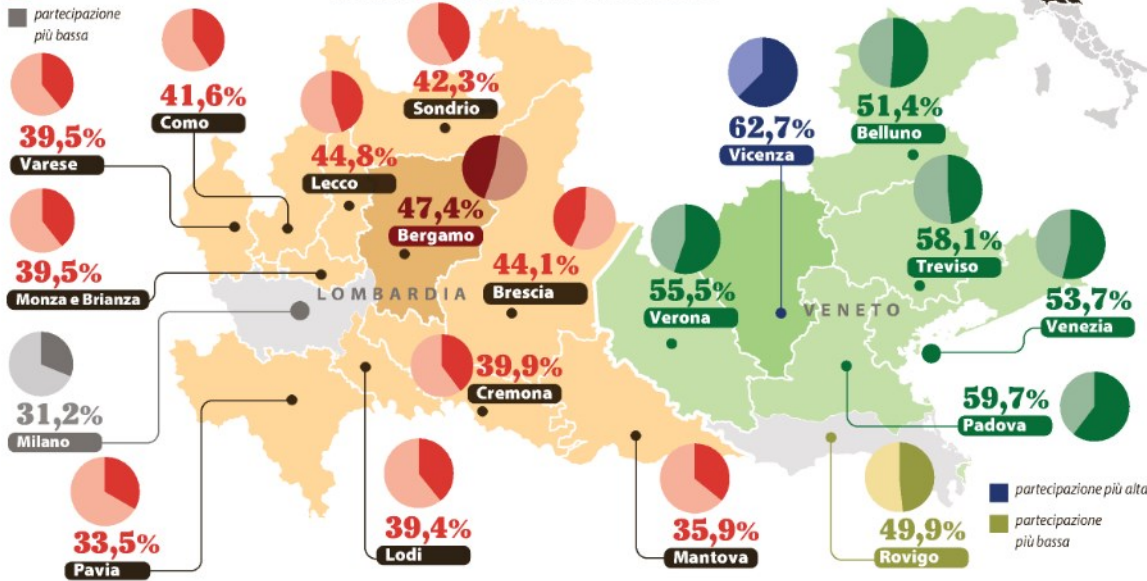 partecipazione
più bassa
39,5%
Varese
41,6%
Como
42,3%
Sondrio
44,8%
Lecco
47,4%
Bergamo
39,5%
Monza e Brianza
LOMBARDIA
44,1%
Brescia
31,2%
Milano
39,9%
Cremona
33,5%
Pavia
39,4%
Lodi
35,9%
Mantova
62,7%
Vicenza
51,4%
Belluno
58,1%
Treviso
55,5%
Verona
VENETO
53,7%
Venezia
59,7%
Padova
49,9%
Rovigo
partecipazione più alta
partecipazione
più bassa